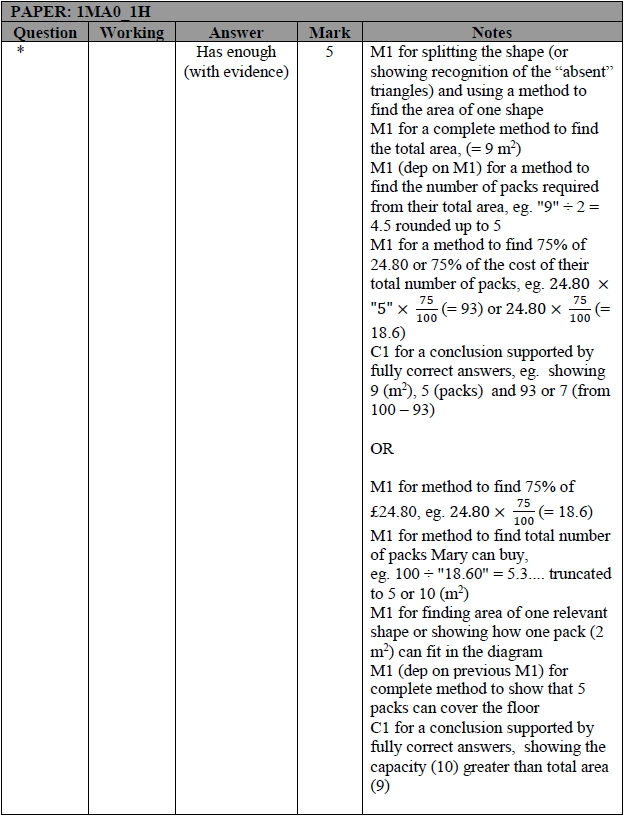 PAPER: 1MA0_1H
Question Working Answer Mark Notes
* Has enough 5 M1 for splitting the shape (or
(with evidence) showing recognition of the “absent”
triangles) and using a method to
find the area of one shape
M1 for a complete method to find
the total area, (= 9 m²)
M1 (dep on M1) for a method to
find the number of packs required
from their total area, eg. "9" ÷ 2 =
4.5 rounded up to 5
M1 for a method to find 75% of
24.80 or 75% of the cost of their
total number of packs, eg. 24.80 ×
"5" × 75/100 (= 93) or 24.80 × 75/100 (=
18.6)
C1 for a conclusion supported by
fully correct answers, eg. showing
9 (m²), 5 (packs) and 93 or 7 (from
100 – 93)
OR
M1 for method to find 75% of
£24.80, eg. 24.80 × 75/100 (= 18.6)
M1 for method to find total number
of packs Mary can buy,
eg. 100 ÷ "18.60" = 5.3.... truncated
to 5 or 10 (m²)
M1 for finding area of one relevant
shape or showing how one pack (2
m²) can fit in the diagram
M1 (dep on previous M1) for
complete method to show that 5
packs can cover the floor
C1 for a conclusion supported by
fully correct answers, showing the
capacity (10) greater than total area
(9)